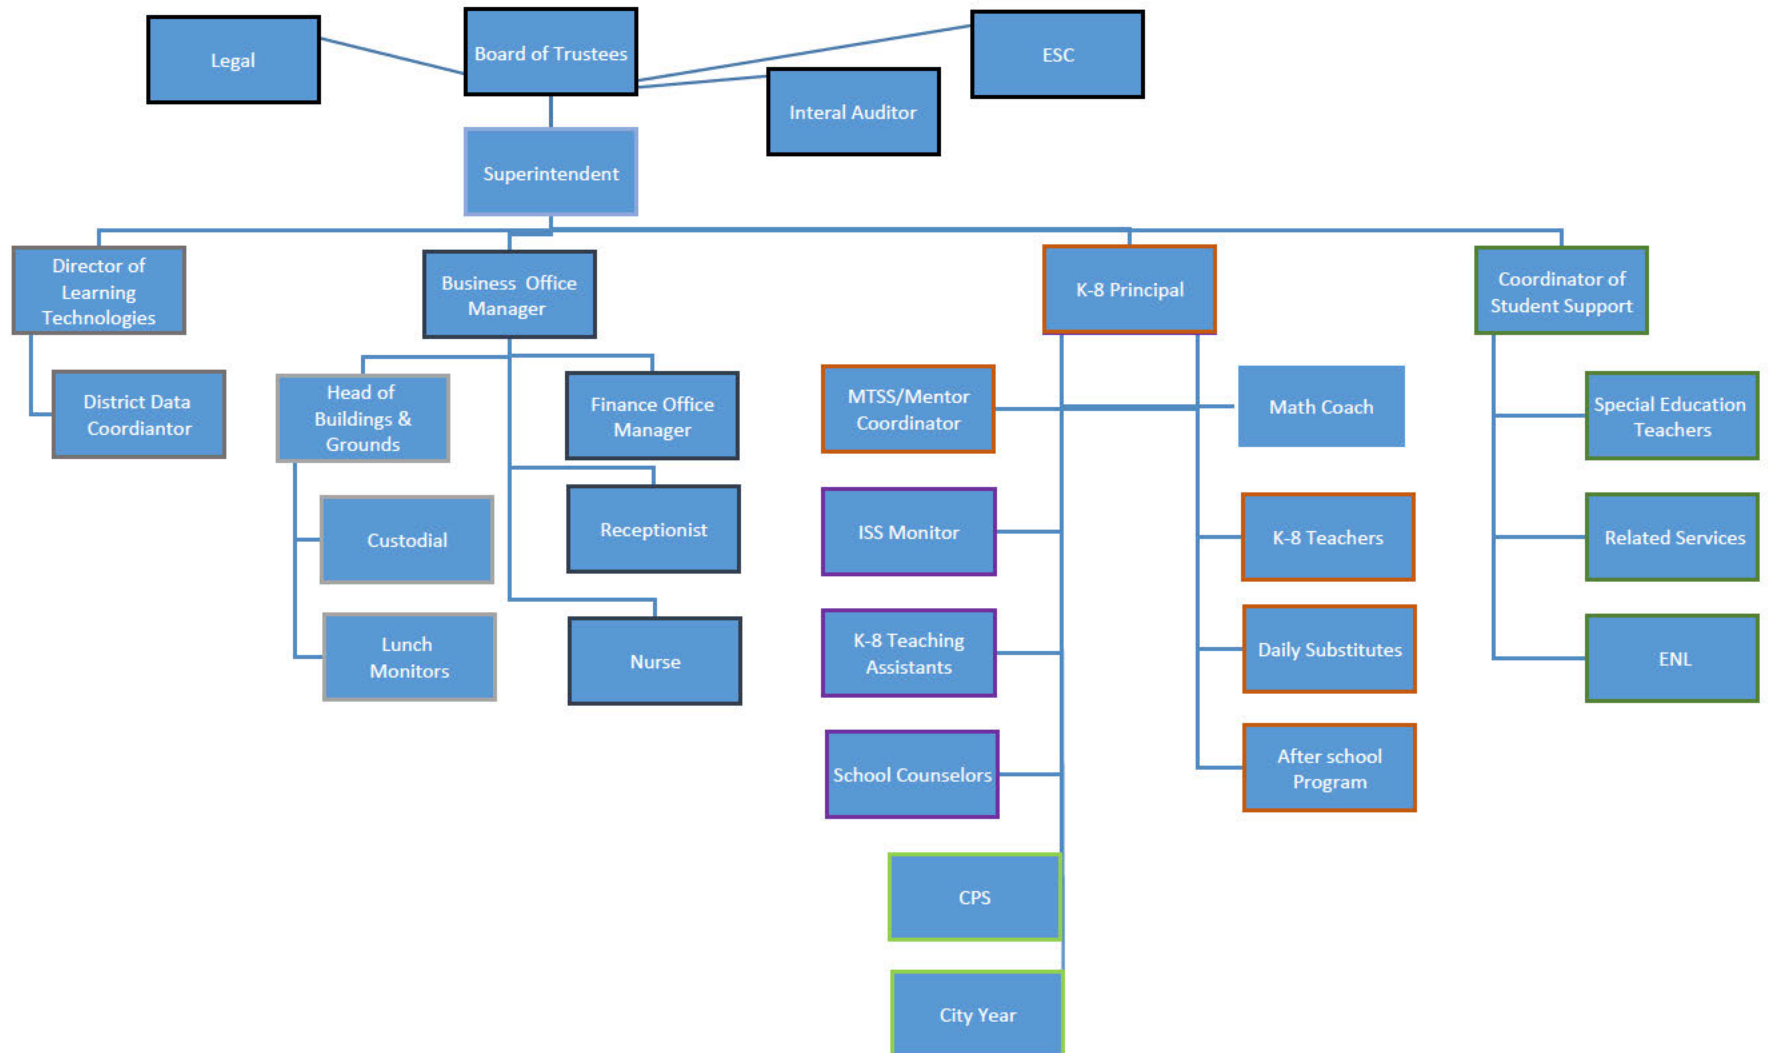 Legal
Board of Trustees
ESC
Interal Auditor
Superintendent
Director of
Learning
Technologies
Business Office
Manager
K-8 Principal
Coordinator of
Student Support
District Data
Coordiantor
Head of
Buildings &
Grounds
Finance Office
Manager
MTSS/Mentor
Coordinator
Math Coach
Special Education
Teachers
Custodial
Receptionist
ISS Monitor
K-8 Teachers
Related Services
Lunch
Monitors
Nurse
K-8 Teaching
Assistants
Daily Substitutes
ENL
School Counselors
After school
Program
CPS
City Year